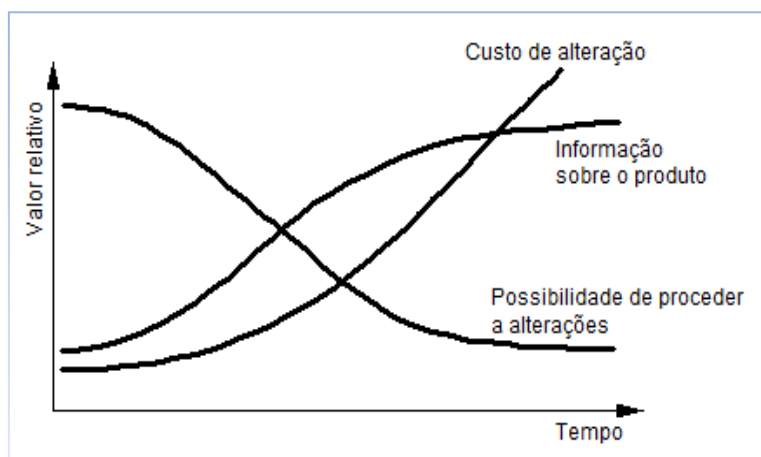 Custo de alteração
Valor relativo
Informação
sobre o produto
Possibilidade de proceder
a alterações
Tempo